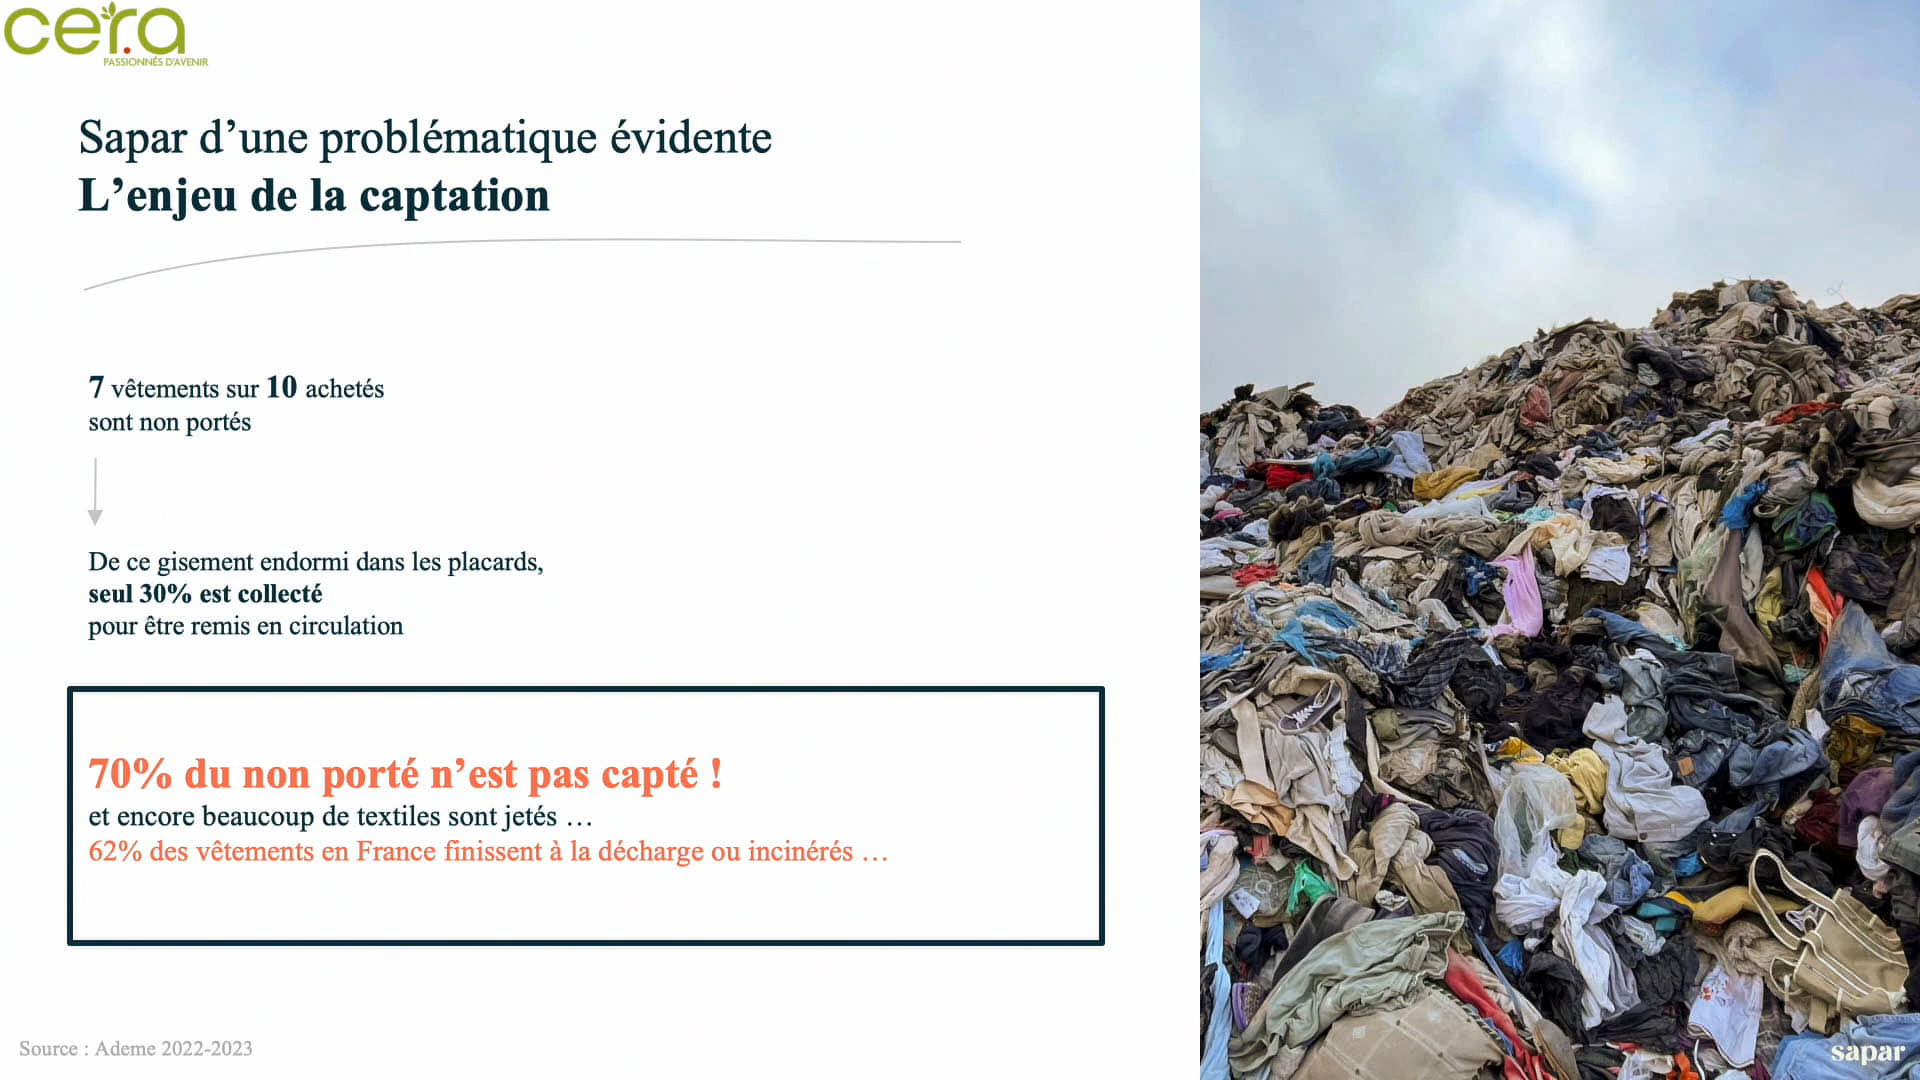 cera
PASSIONNÉS D'AVENIR
Sapar d’une problématique évidente
L’enjeu de la captation
7 vêtements sur 10 achetés
sont non portés
De ce gisement endormi dans les placards,
seul 30% est collecté
pour être remis en circulation
70% du non porté n’est pas capté !
et encore beaucoup de textiles sont jetés …
62% des vêtements en France finissent à la décharge ou incinérés …
Source : Ademe 2022-2023
sapar